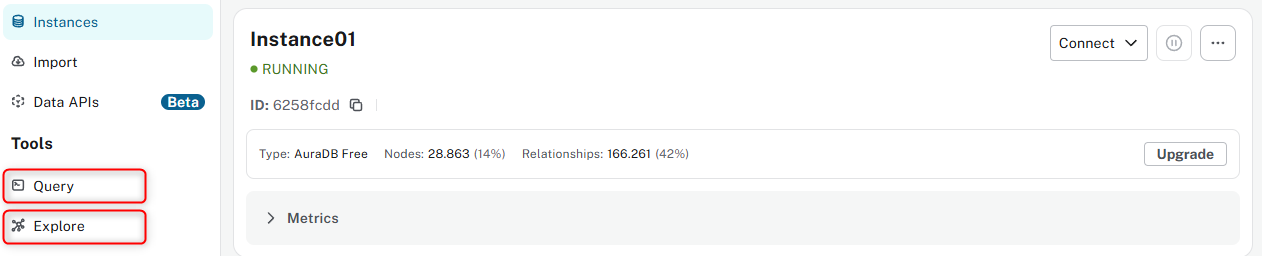 Instances
Import
Data APIs Beta
Tools
Query
Explore
Instance01
RUNNING
ID: 6258fcdd
Connect
Type: AuraDB Free Nodes: 28.863 (14%) Relationships: 166.261 (42%) Upgrade
Metrics